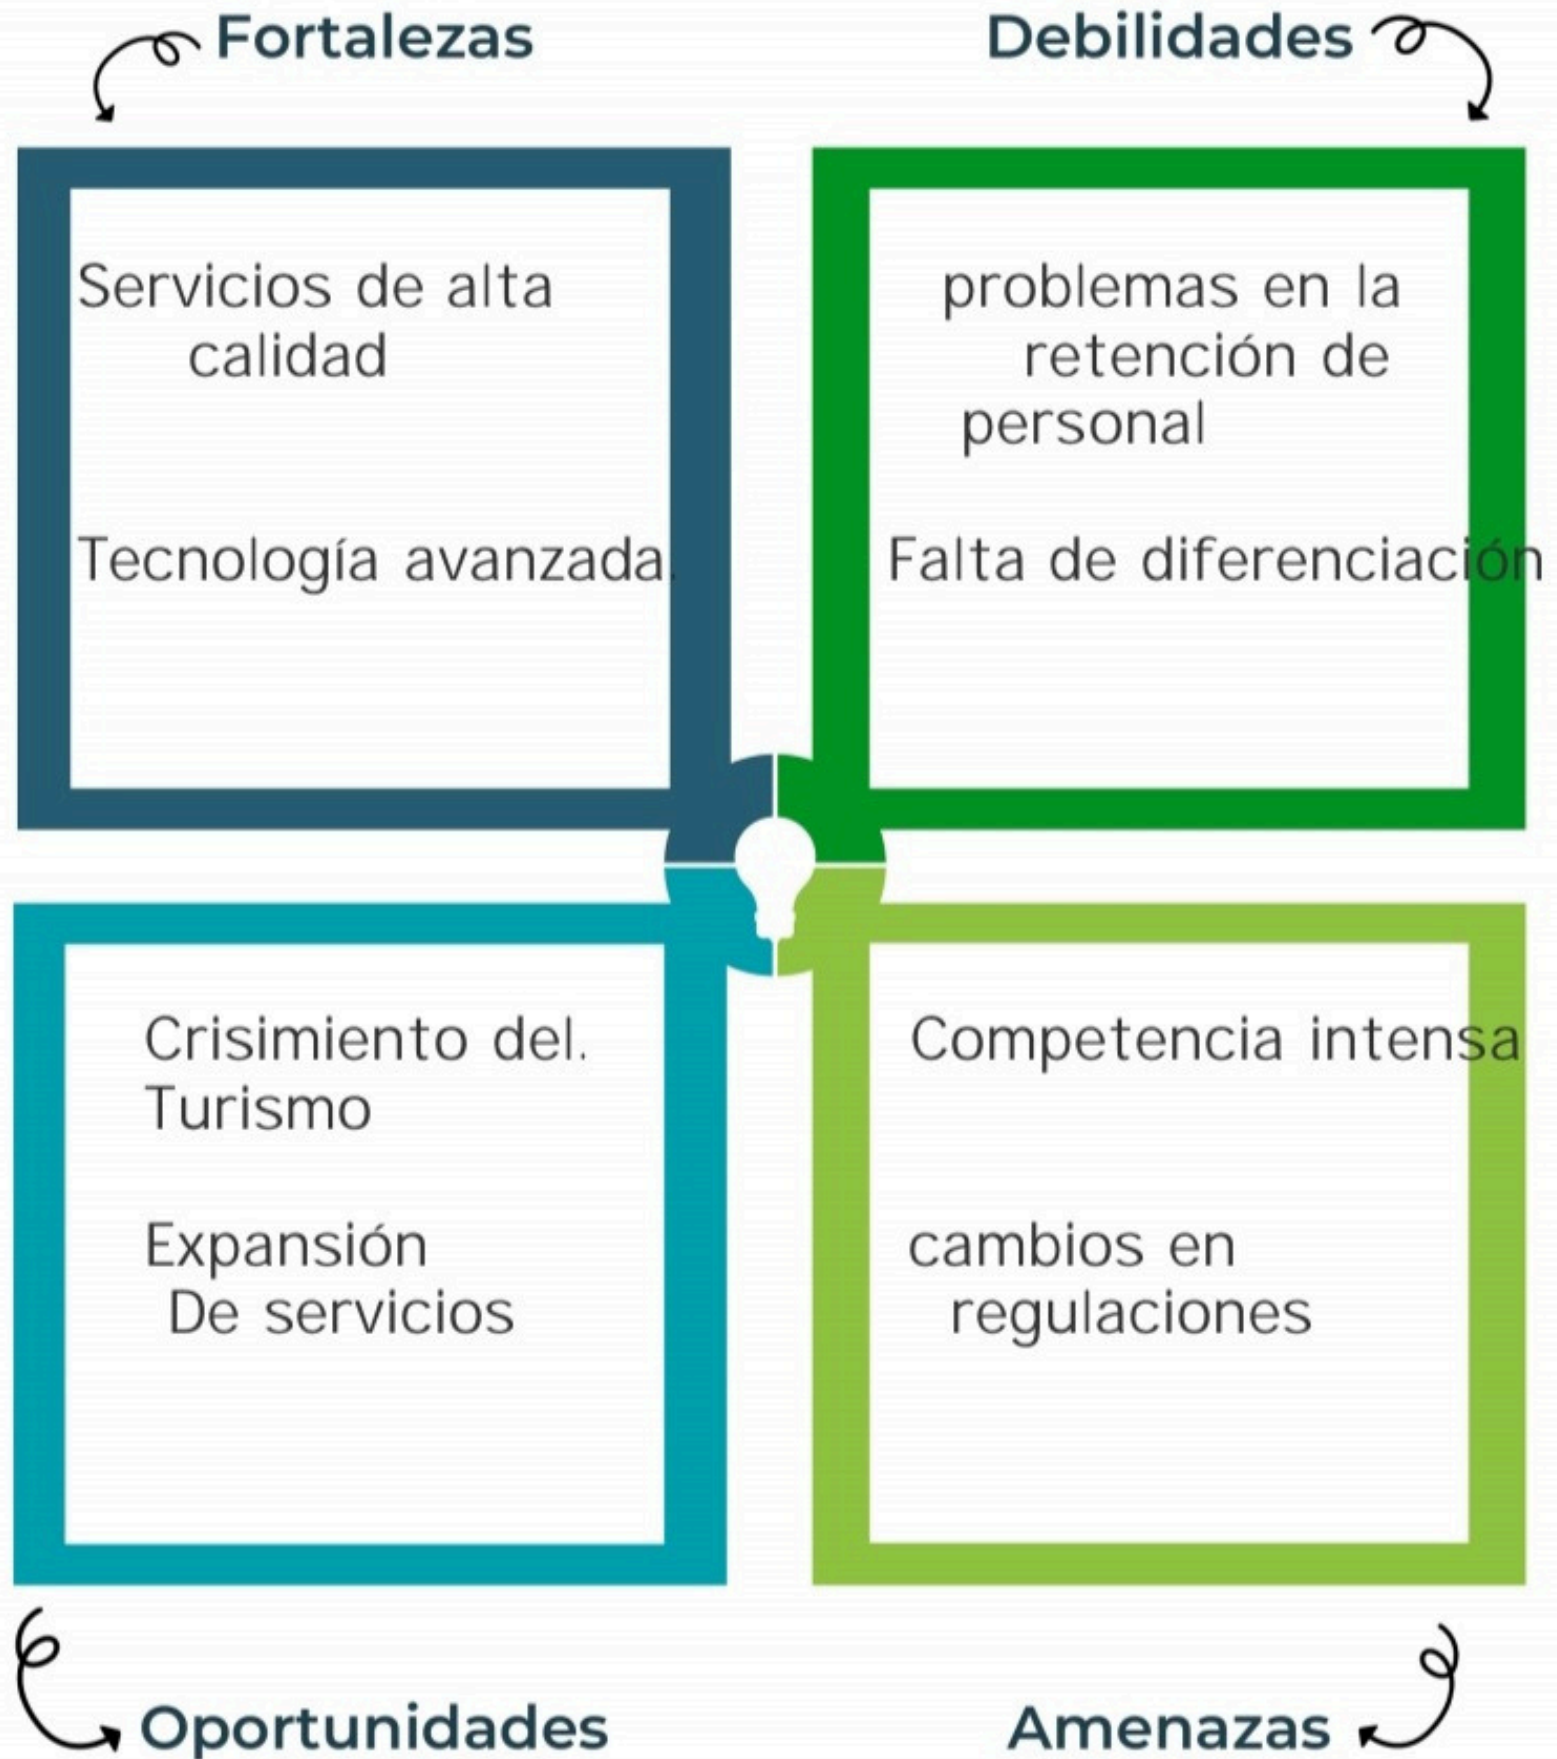 Fortalezas
Servicios de alta
calidad
Tecnología avanzada.
Debilidades
problemas en la
retención de
personal
Falta de diferenciación
Crisimiento del.
Turismo
Expansión
De servicios
Oportunidades
Competencia intensa
cambios en
regulaciones
Amenazas